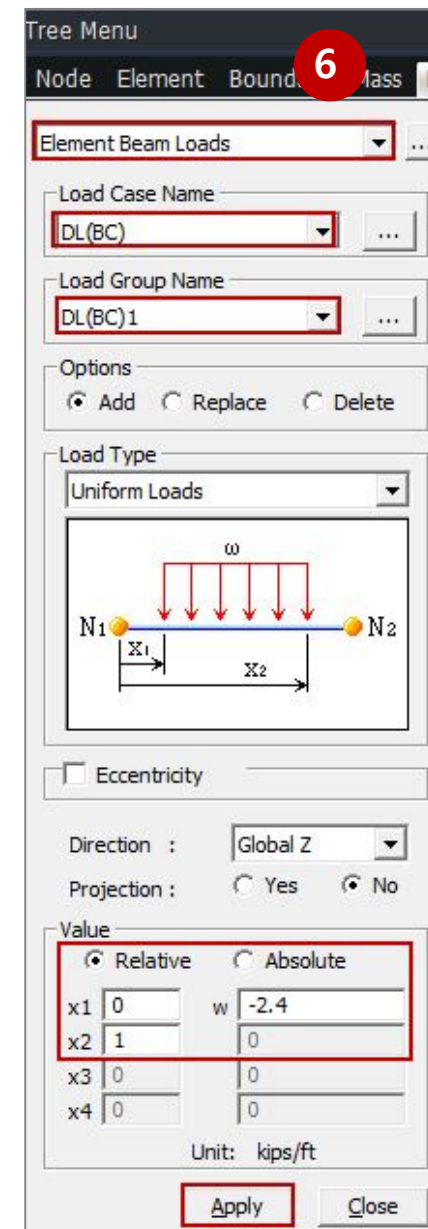 Tree Menu
6
Node Element Bound Mass
Element Beam Loads ...
Load Case Name
DL(BC) ...
Load Group Name
DL(BC)1 ...
Options
Add Replace Delete
Load Type
Uniform Loads
ω
N1 N2
X1
X2
Eccentricity
Direction : Global Z
Projection : Yes No
Value
Relative Absolute
x1 0 w -2.4
x2 1 0
x3 0 0
x4 0 0
Unit: kips/ft
Apply Close